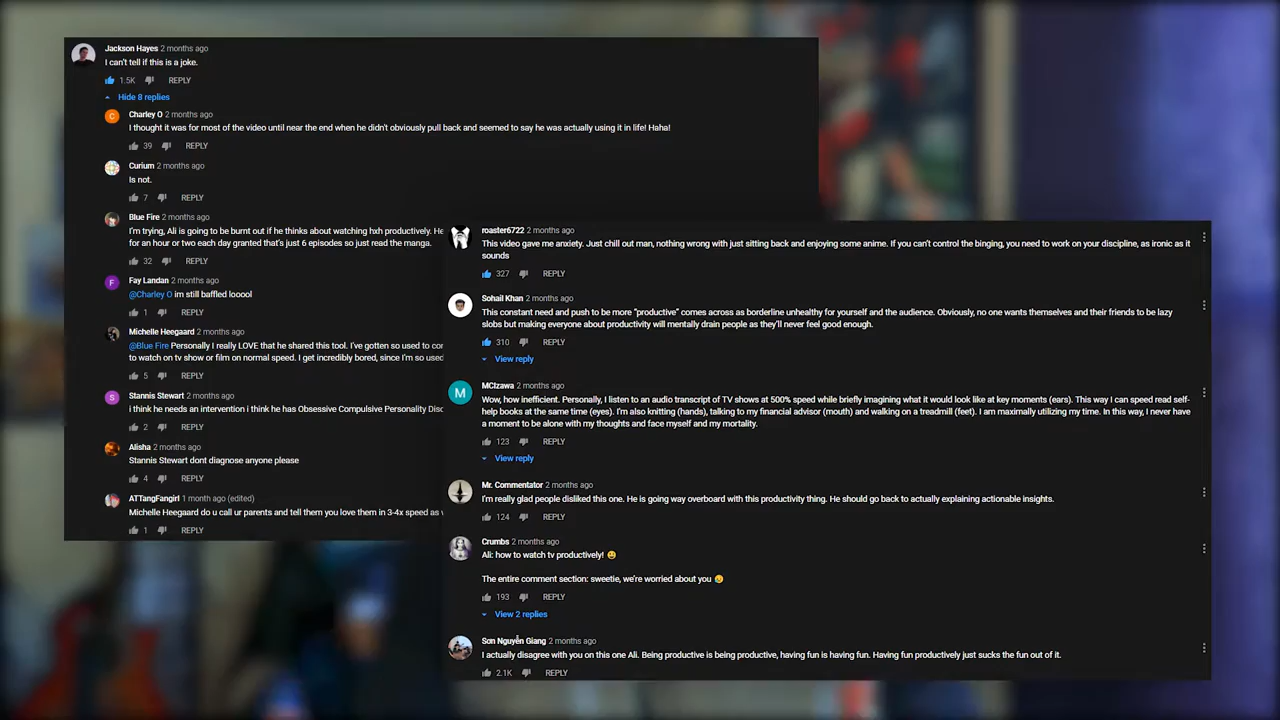 Jackson Hayes 2 months ago
I can't tell if this is a joke.
1.5K REPLY
Hide 8 replies
C
Charley O 2 months ago
I thought it was for most of the video until near the end when he didn't obviously pull back and seemed to say he was actually using it in life! Haha!
39 REPLY
Curium 2 months ago
Is not.
7 REPLY
Blue Fire 2 months ago
I'm trying, Ali is going to be burnt out if he thinks about watching hxh productively. He
for an hour or two each day granted that's just 6 episodes so just read the manga.
32 REPLY
F
Fay Landan 2 months ago
@Charley O im still baffled looool
1 REPLY
Michelle Heegaard 2 months ago
@Blue Fire Personally I really LOVE that he shared this tool. I've gotten so used to
to watch on tv show or film on normal speed. I get incredibly bored, since I'm so used
5 REPLY
S
Stannis Stewart 2 months ago
i think he needs an intervention i think he has Obsessive Compulsive Personality
2 REPLY
Alisha 2 months ago
Stannis Stewart dont diagnose anyone please
4 REPLY
ATTangFangirl 1 month ago (edited)
Michelle Heegaard do u call ur parents and tell them you love them in 3-4x speed as
1 REPLY
roaster6722 2 months ago
This video gave me anxiety. Just chill out man, nothing wrong with just sitting back and enjoying some anime. If you can't control the binging, you need to work on your discipline, as ironic as it
sounds
327 REPLY
Sohail Khan 2 months ago
This constant need and push to be more "productive" comes across as borderline unhealthy for yourself and the audience. Obviously, no one wants themselves and their friends to be lazy
slobs but making everyone about productivity will mentally drain people as they'll never feel good enough.
310 REPLY
View reply
M
MCIzawa 2 months ago
Wow, how inefficient. Personally, I listen to an audio transcript of TV shows at 500% speed while briefly imagining what it would look like at key moments (ears). This way I can speed read self-
help books at the same time (eyes). I'm also knitting (hands), talking to my financial advisor (mouth) and walking on a treadmill (feet). I am maximally utilizing my time. In this way, I never have
a moment to be alone with my thoughts and face myself and my mortality.
123 REPLY
View reply
Mr. Commentator 2 months ago
I'm really glad people disliked this one. He is going way overboard with this productivity thing. He should go back to actually explaining actionable insights.
124 REPLY
Crumbs 2 months ago
Ali: how to watch tv productively! 😃
The entire comment section: sweetie, we're worried about you 😥
193 REPLY
View 2 replies
Sơn Nguyễn Giang 2 months ago
I actually disagree with you on this one Ali. Being productive is being productive, having fun is having fun. Having fun productively just sucks the fun out of it.
2.1K REPLY